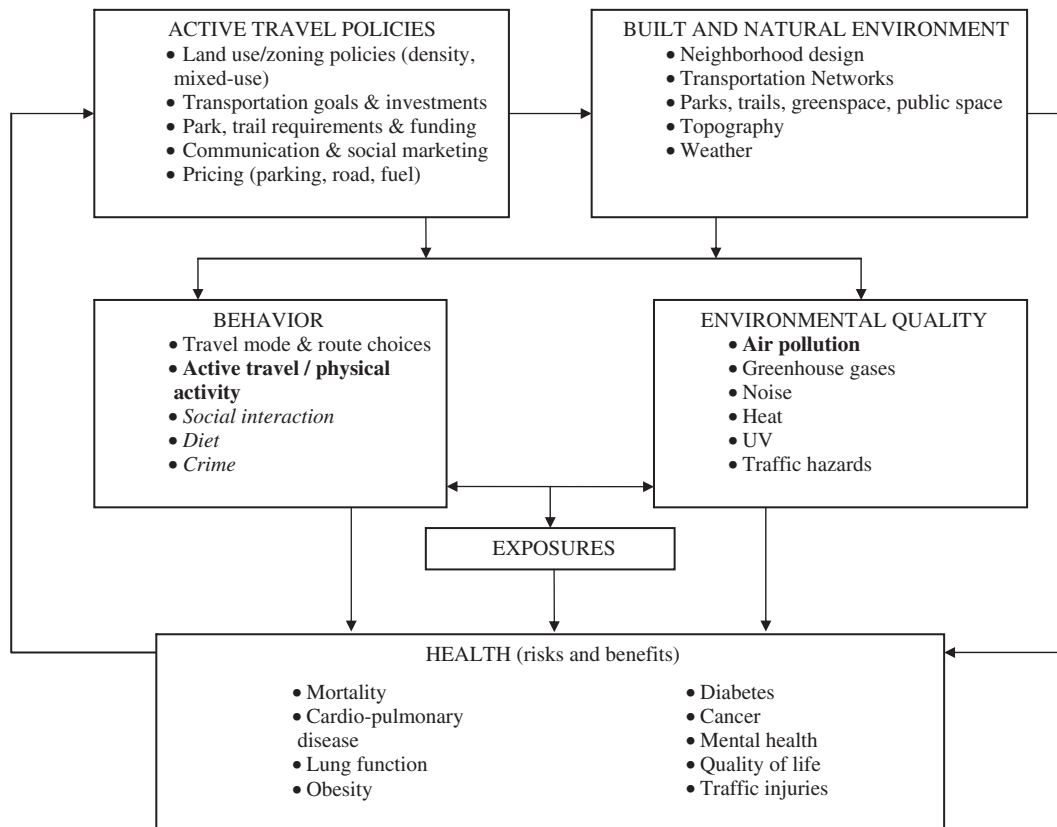 ACTIVE TRAVEL POLICIES
• Land use/zoning policies (density,
mixed-use)
• Transportation goals & investments
• Park, trail requirements & funding
• Communication & social marketing
• Pricing (parking, road, fuel)
BUILT AND NATURAL ENVIRONMENT
• Neighborhood design
• Transportation Networks
• Parks, trails, greenspace, public space
• Topography
• Weather
BEHAVIOR
• Travel mode & route choices
• Active travel / physical
activity
• Social interaction
• Diet
• Crime
ENVIRONMENTAL QUALITY
• Air pollution
• Greenhouse gases
• Noise
• Heat
• UV
• Traffic hazards
EXPOSURES
HEALTH (risks and benefits)
• Mortality
• Cardio-pulmonary
disease
• Lung function
• Obesity
• Diabetes
• Cancer
• Mental health
• Quality of life
• Traffic injuries